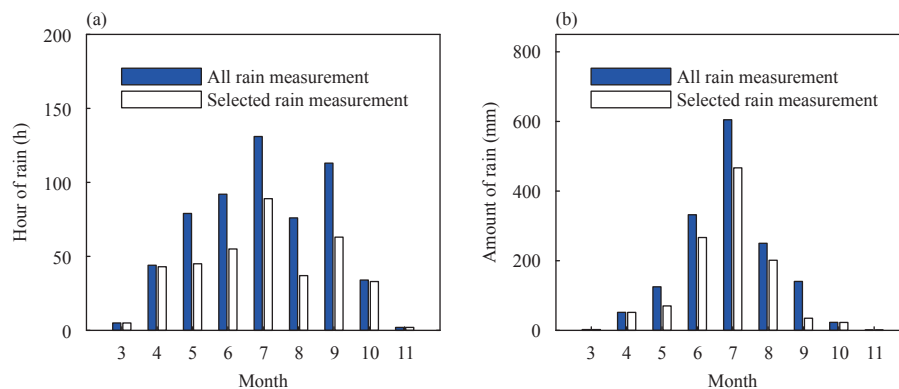 (a)
200
150
100
50
0
Hour of rain (h)
All rain measurement
Selected rain measurement
3 4 5 6 7 8 9 10 11
Month
(b)
800
600
400
200
0
Amount of rain (mm)
All rain measurement
Selected rain measurement
3 4 5 6 7 8 9 10 11
Month